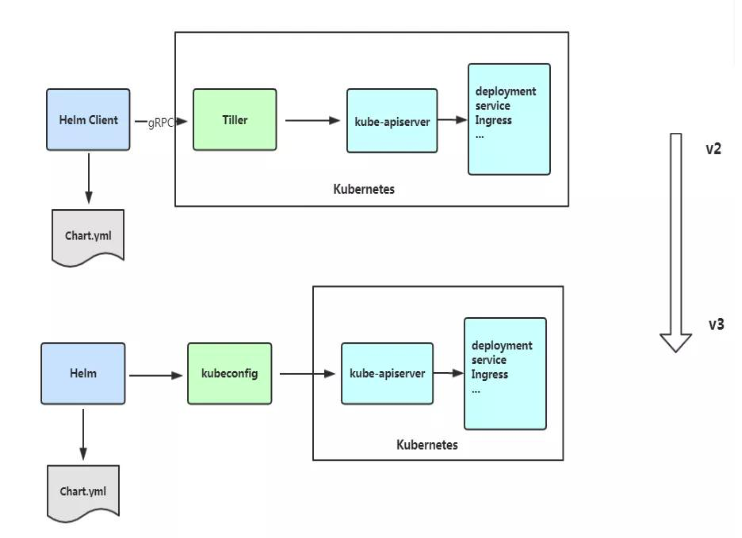 Helm Client
gRPC
Tiller
kube-apiserver
deployment
service
Ingress
...
Kubernetes
Chart.yml
v2
v3
Helm
kubeconfig
kube-apiserver
deployment
service
Ingress
...
Kubernetes
Chart.yml